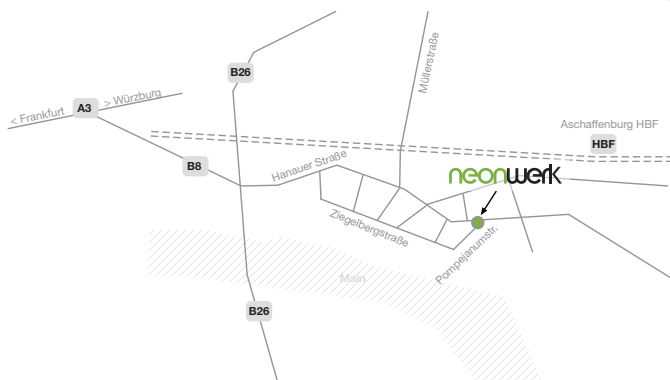 B26
Müllerstraße
< Frankfurt
A3
> Würzburg
Aschaffenburg HBF
HBF
B8
Hanauer Straße
neonwerk
Ziegelbergstraße
Pompejanumstr.
Main
B26